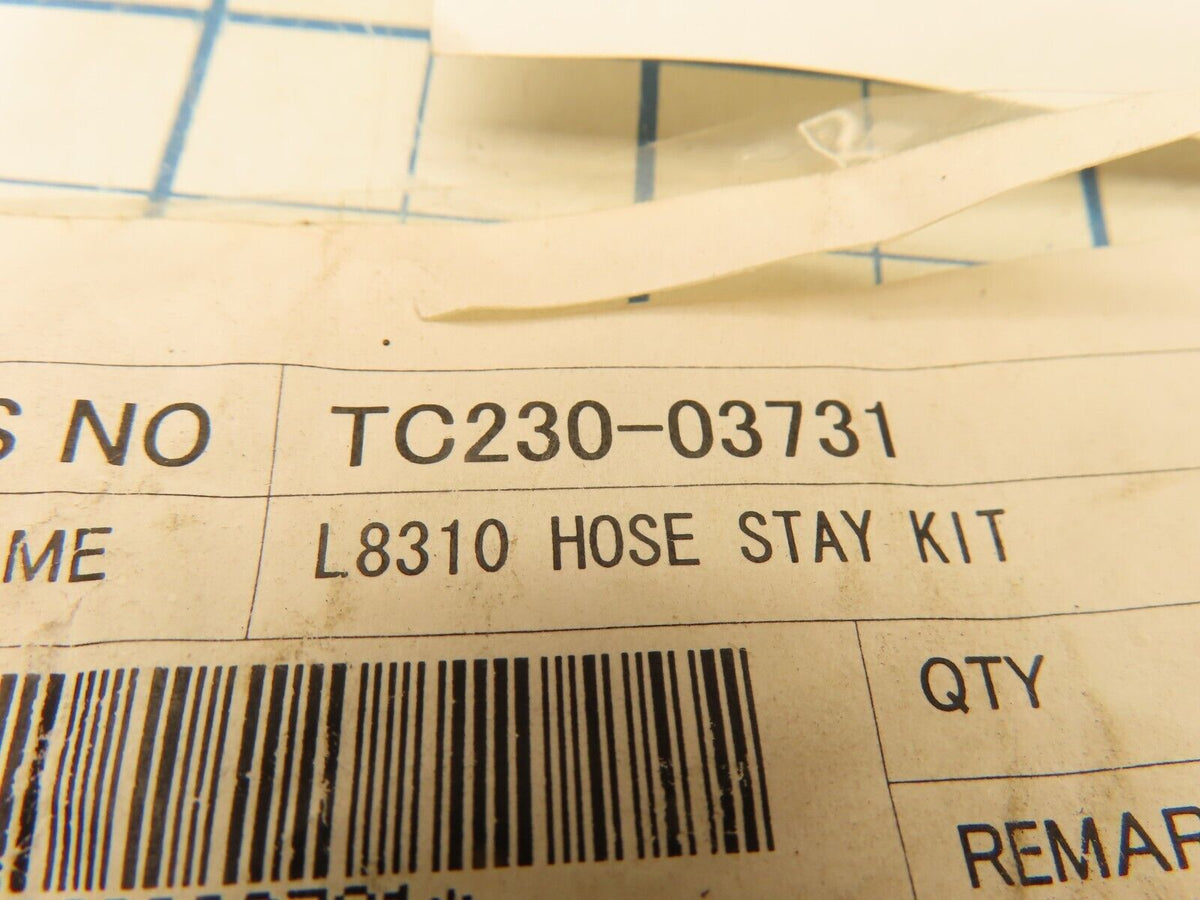 S NO TC230-03731
ME L8310 HOSE STAY KIT
QTY
REMAR